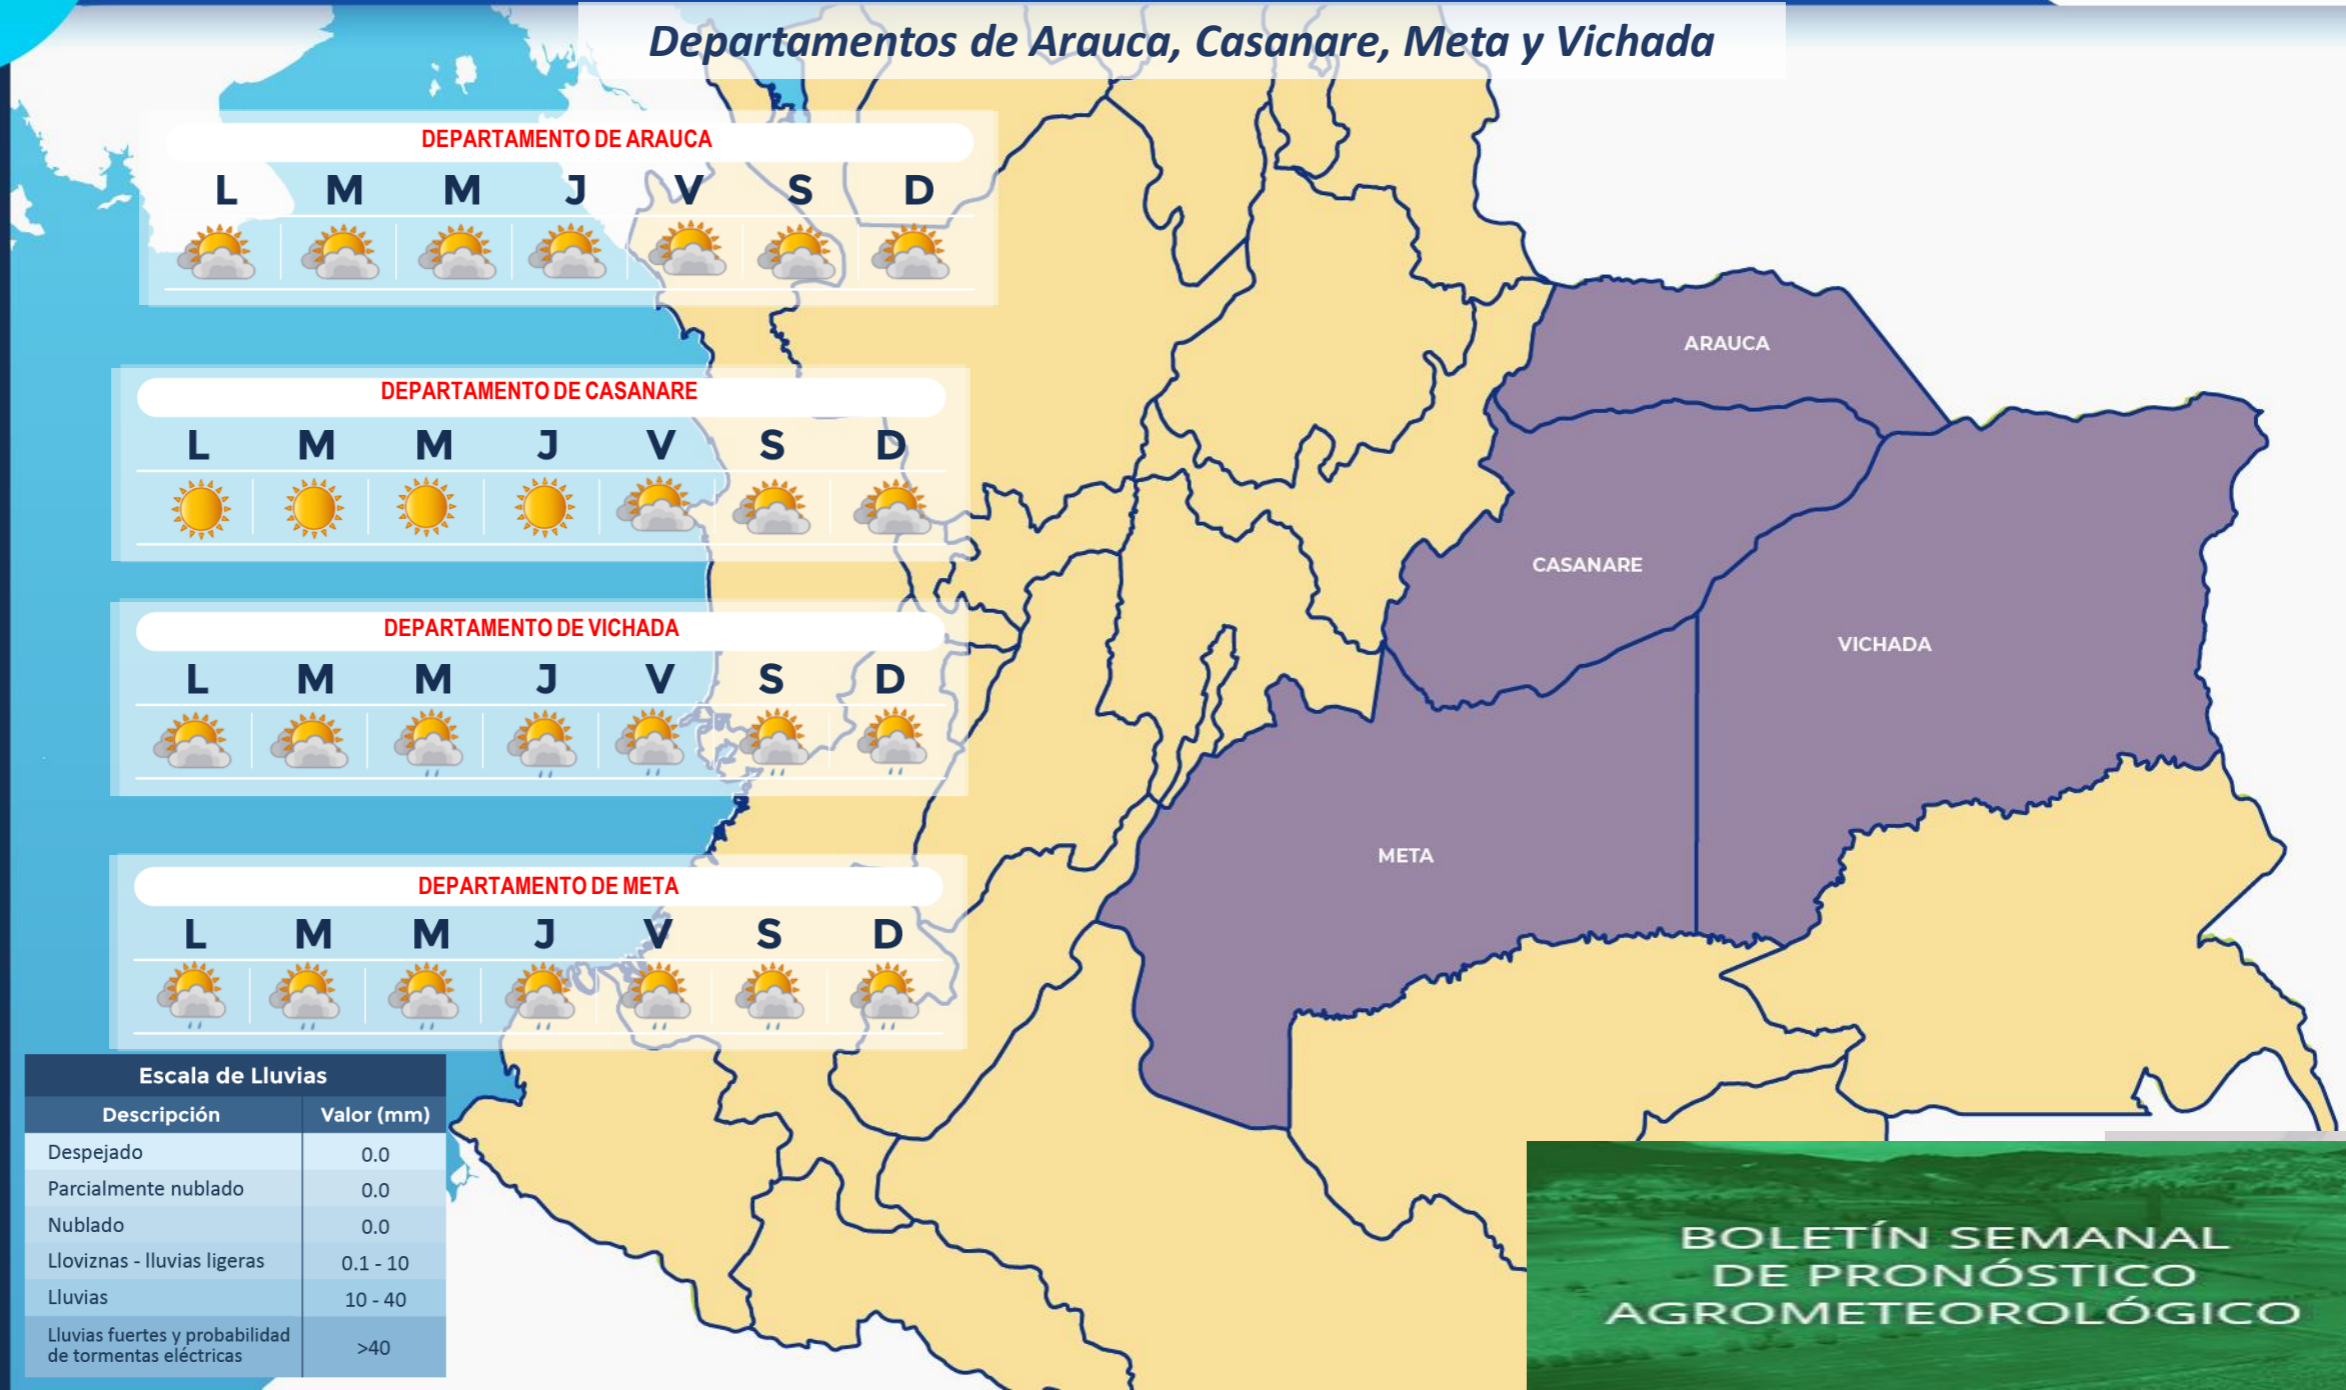 Departamentos de Arauca, Casanare, Meta y Vichada
DEPARTAMENTO DE ARAUCA
L M M J V S D
DEPARTAMENTO DE CASANARE
L M M J V S D
DEPARTAMENTO DE VICHADA
L M M J V S D
DEPARTAMENTO DE META
L M M J V S D
Escala de Lluvias
Descripción Valor (mm)
Despejado 0.0
Parcialmente nublado 0.0
Nublado 0.0
Lloviznas - lluvias ligeras 0.1 - 10
Lluvias 10 - 40
Lluvias fuertes y probabilidad
de tormentas eléctricas >40
ARAUCA
CASANARE
VICHADA
META
BOLETÍN SEMANAL
DE PRONÓSTICO
AGROMETEOROLÓGICO